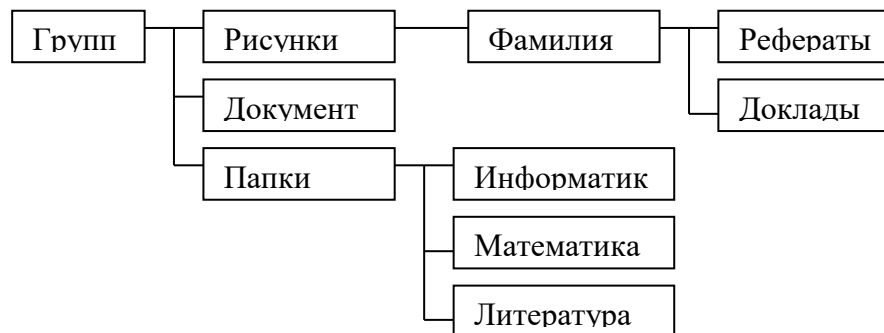 Групп
Рисунки
Фамилия
Рефераты
Документ
Доклады
Папки
Информатик
Математика
Литература